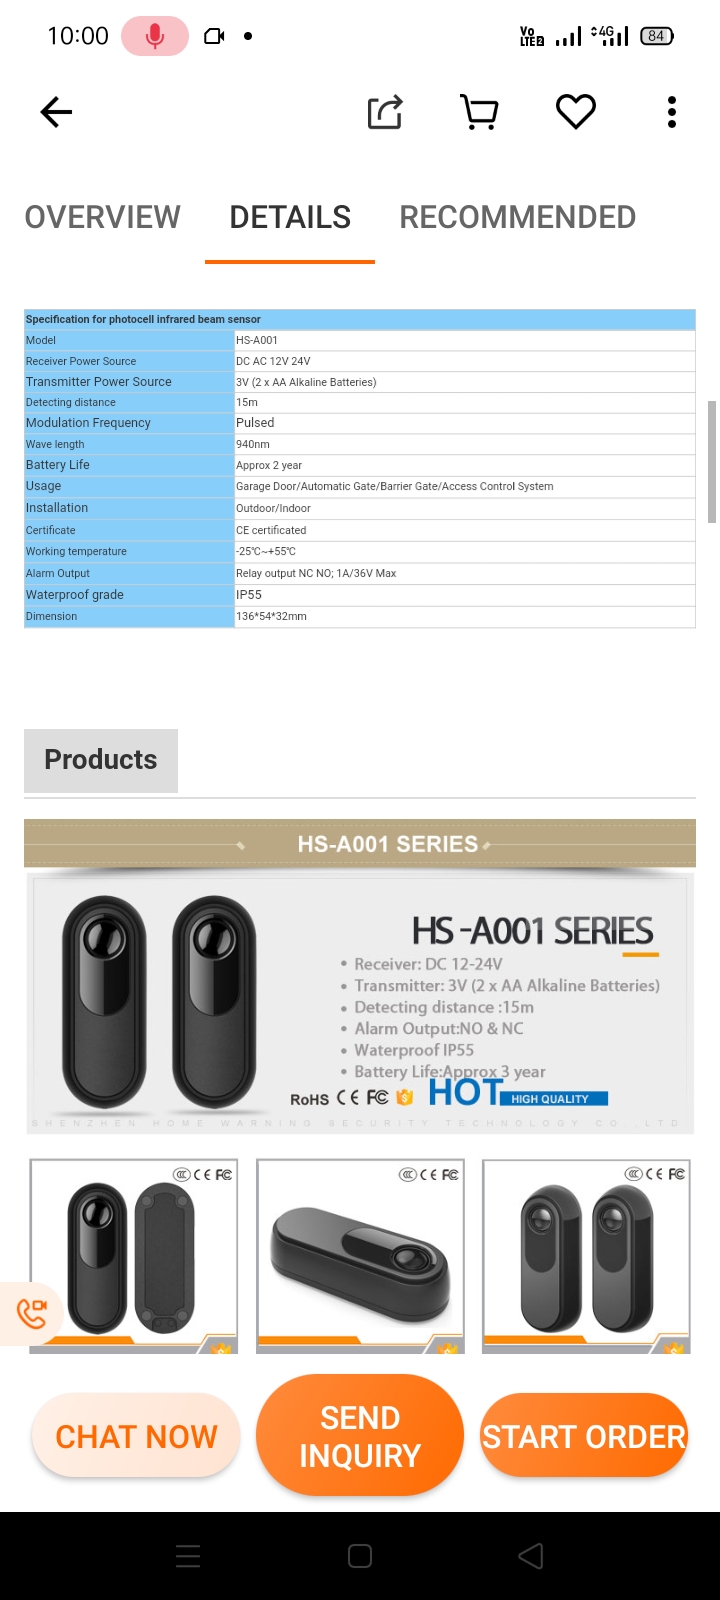 10:00
Vo
LTE2
4G
84
OVERVIEW DETAILS RECOMMENDED
Specification for photocell infrared beam sensor
Model HS-A001
Receiver Power Source DC AC 12V 24V
Transmitter Power Source 3V (2 x AA Alkaline Batteries)
Detecting distance 15m
Modulation Frequency Pulsed
Wave length 940nm
Battery Life Approx 2 year
Usage Garage Door/Automatic Gate/Barrier Gate/Access Control System
Installation Outdoor/Indoor
Certificate CE certificated
Working temperature -25℃~+55℃
Alarm Output Relay output NC NO; 1A/36V Max
Waterproof grade IP55
Dimension 136*54*32mm
Products
HS-A001 SERIES
HS -A001 SERIES
• Receiver: DC 12-24V
• Transmitter: 3V (2 x AA Alkaline Batteries)
• Detecting distance :15m
• Alarm Output:NO & NC
• Waterproof IP55
• Battery Life:Approx 3 year
RoHS CE FC HOT HIGH QUALITY
SHENZHEN HOME WARNING SECURITY TECHNOLOGY CO.,LTD
CCC CE FC
CCC CE FC
CCC CE FC
CHAT NOW
SEND
INQUIRY
START ORDER